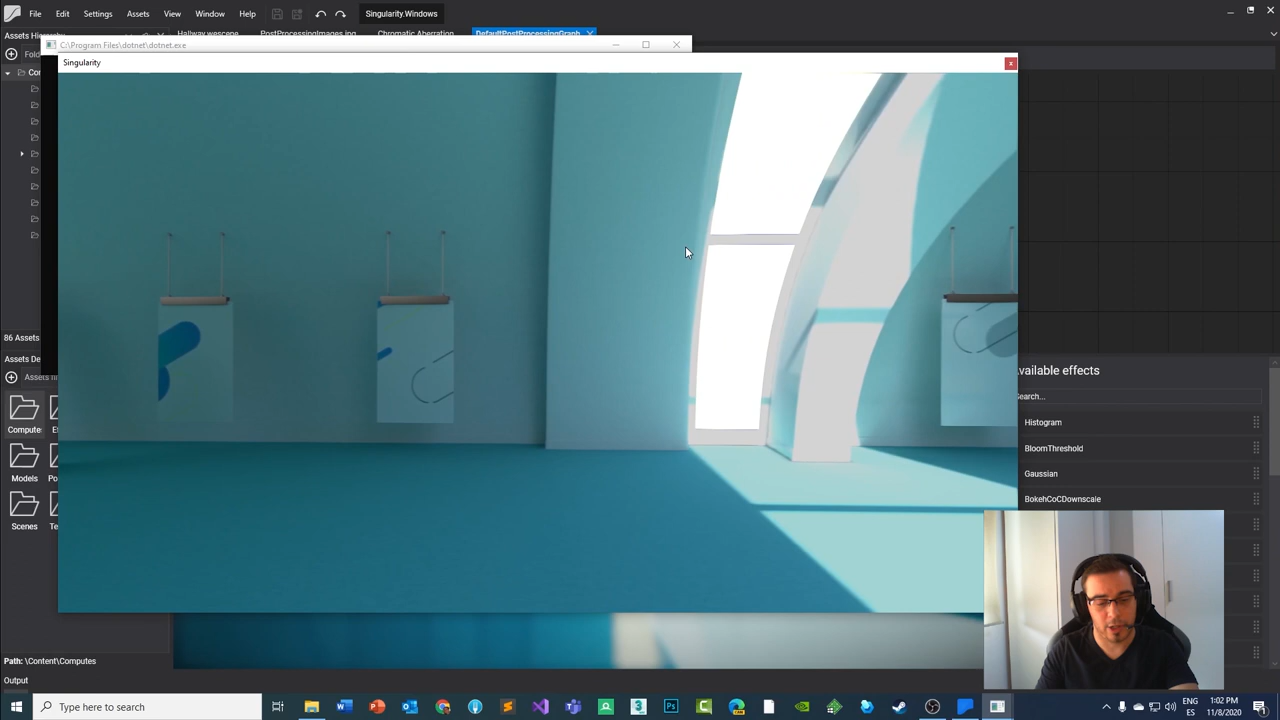 File Edit Settings Assets View Window Help Singularity.Windows
Assets Hierarchy Hallway.wescene PostProcessingImages.jpg Chromatic Aberration DefaultPostProcessingGraph
C:\Program Files\dotnet\dotnet.exe
Singularity
x
86 Assets
Available effects
Search...
Histogram
Models
BloomThreshold
Gaussian
BokehCoCDownscale
Scenes
Path: \Content\Computes
Output
Type here to search
ENG
ES
1:02 PM
11/8/2020